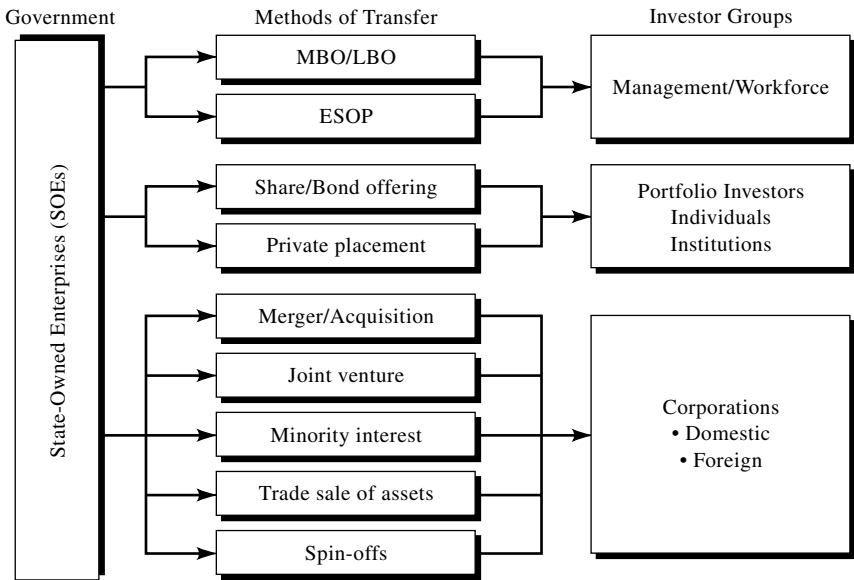 Government
Methods of Transfer
Investor Groups
State-Owned Enterprises (SOEs)
MBO/LBO
ESOP
Management/Workforce
Share/Bond offering
Private placement
Portfolio Investors
Individuals
Institutions
Merger/Acquisition
Joint venture
Minority interest
Trade sale of assets
Spin-offs
Corporations
• Domestic
• Foreign